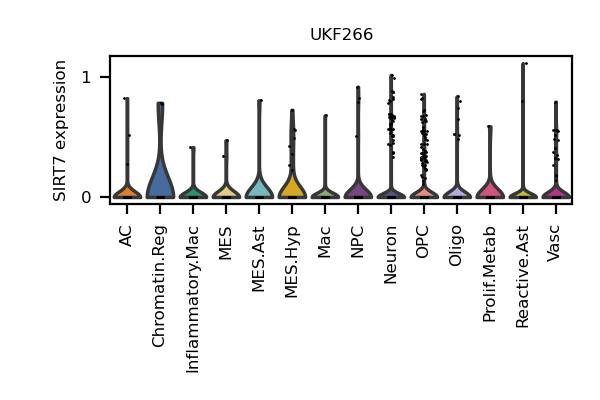 UKF266
SIRT7 expression
1
0
AC
Chromatin.Reg
Inflammatory.Mac
MES
MES.Ast
MES.Hyp
Mac
NPC
Neuron
OPC
Oligo
Prolif.Metab
Reactive.Ast
Vasc